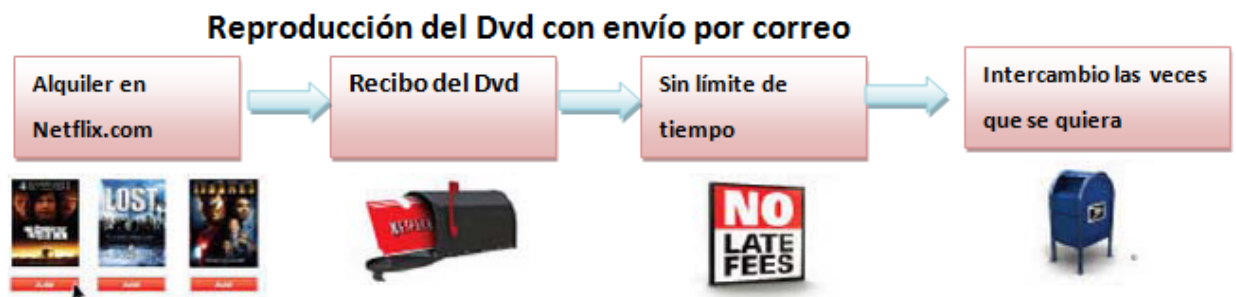 Reproducción del Dvd con envío por correo
Alquiler en
Netflix.com
Recibo del Dvd
Sin límite de
tiempo
Intercambio las veces
que se quiera
LOST
NO
LATE
FEES